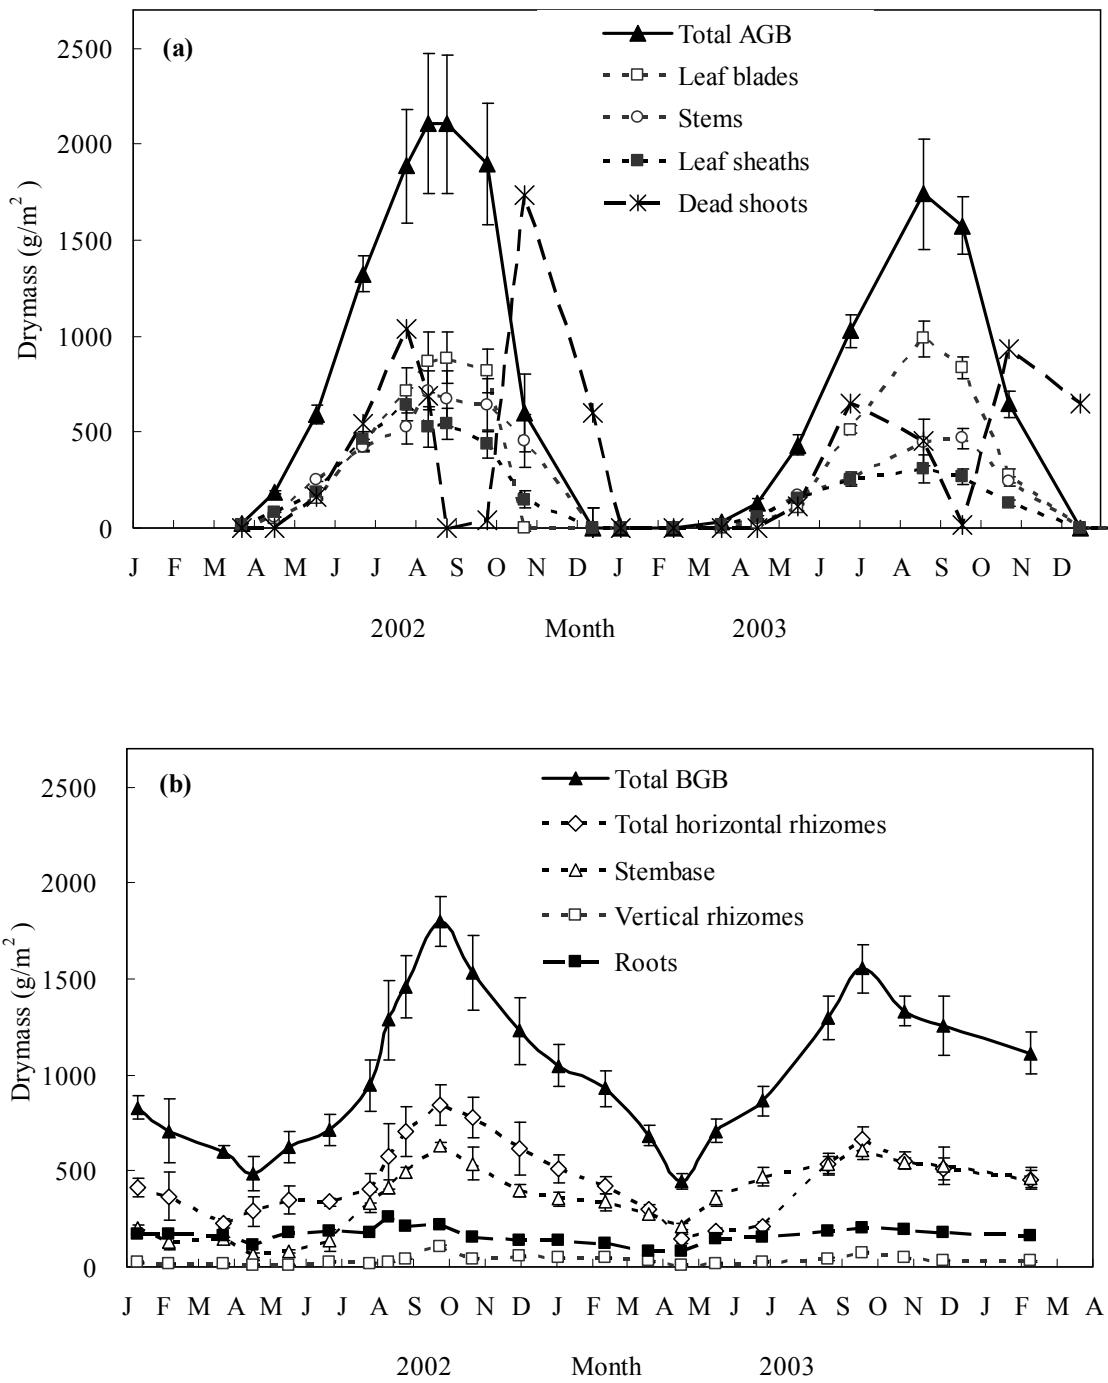 (a)
Total AGB
Leaf blades
Stems
Leaf sheaths
Dead shoots
Drymass (g/m²)
2500
2000
1500
1000
500
0
J F M A M J J A S O N D J F M A M J J A S O N D
2002 Month 2003
(b)
Total BGB
Total horizontal rhizomes
Stembase
Vertical rhizomes
Roots
Drymass (g/m²)
2500
2000
1500
1000
500
0
J F M A M J J A S O N D J F M A M J J A S O N D J F M A
2002 Month 2003